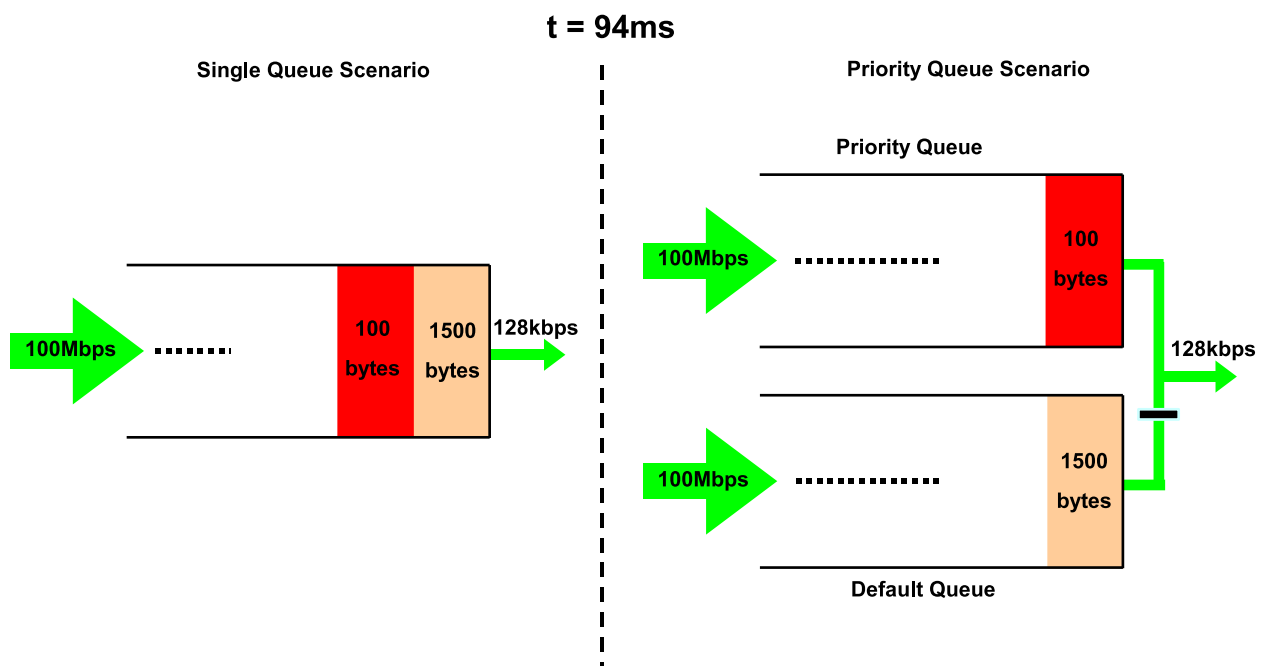 t = 94ms
Single Queue Scenario
Priority Queue Scenario
Priority Queue
100Mbps
100
bytes
1500
bytes
128kbps
100Mbps
100
bytes
128kbps
100Mbps
1500
bytes
Default Queue